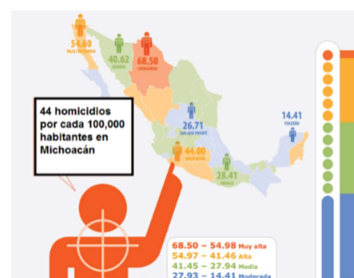 54.60
40.62
68.50
44 homicidios
por cada 100,000
habitantes en
Michoacán
26.71
14.41
44.00
28.41
68.50 – 54.98 Muy alta
54.97 – 41.46 Alta
41.45 – 27.94 Media
27.93 – 14.41 Moderada